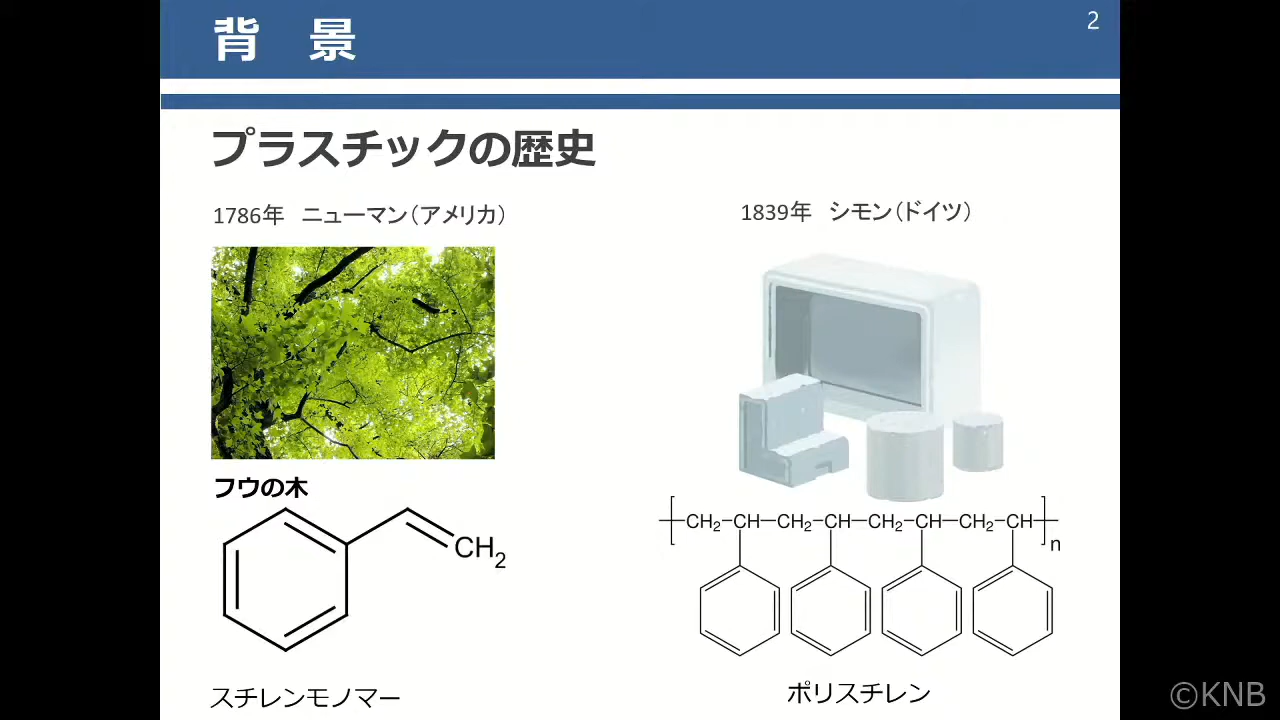 背　景
2
プラスチックの歴史
1786年　ニューマン（アメリカ）
1839年　シモン（ドイツ）
フウの木
CH2
スチレンモノマー
CH2 CH CH2 CH CH2 CH CH2 CH n
ポリスチレン
©KNB